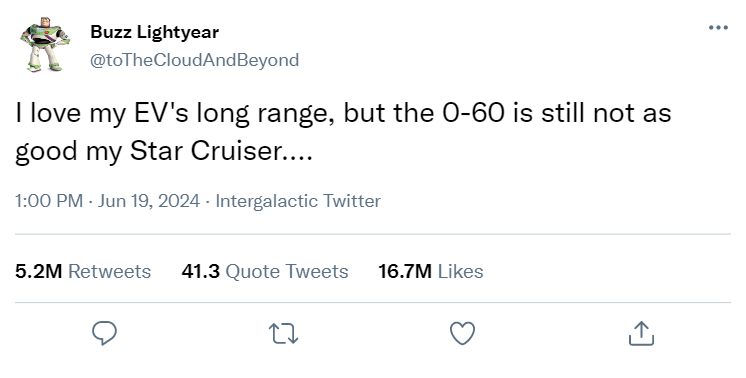 Buzz Lightyear
@toTheCloudAndBeyond
I love my EV's long range, but the 0-60 is still not as
good my Star Cruiser....
1:00 PM · Jun 19, 2024 · Intergalactic Twitter
5.2M Retweets 41.3 Quote Tweets 16.7M Likes